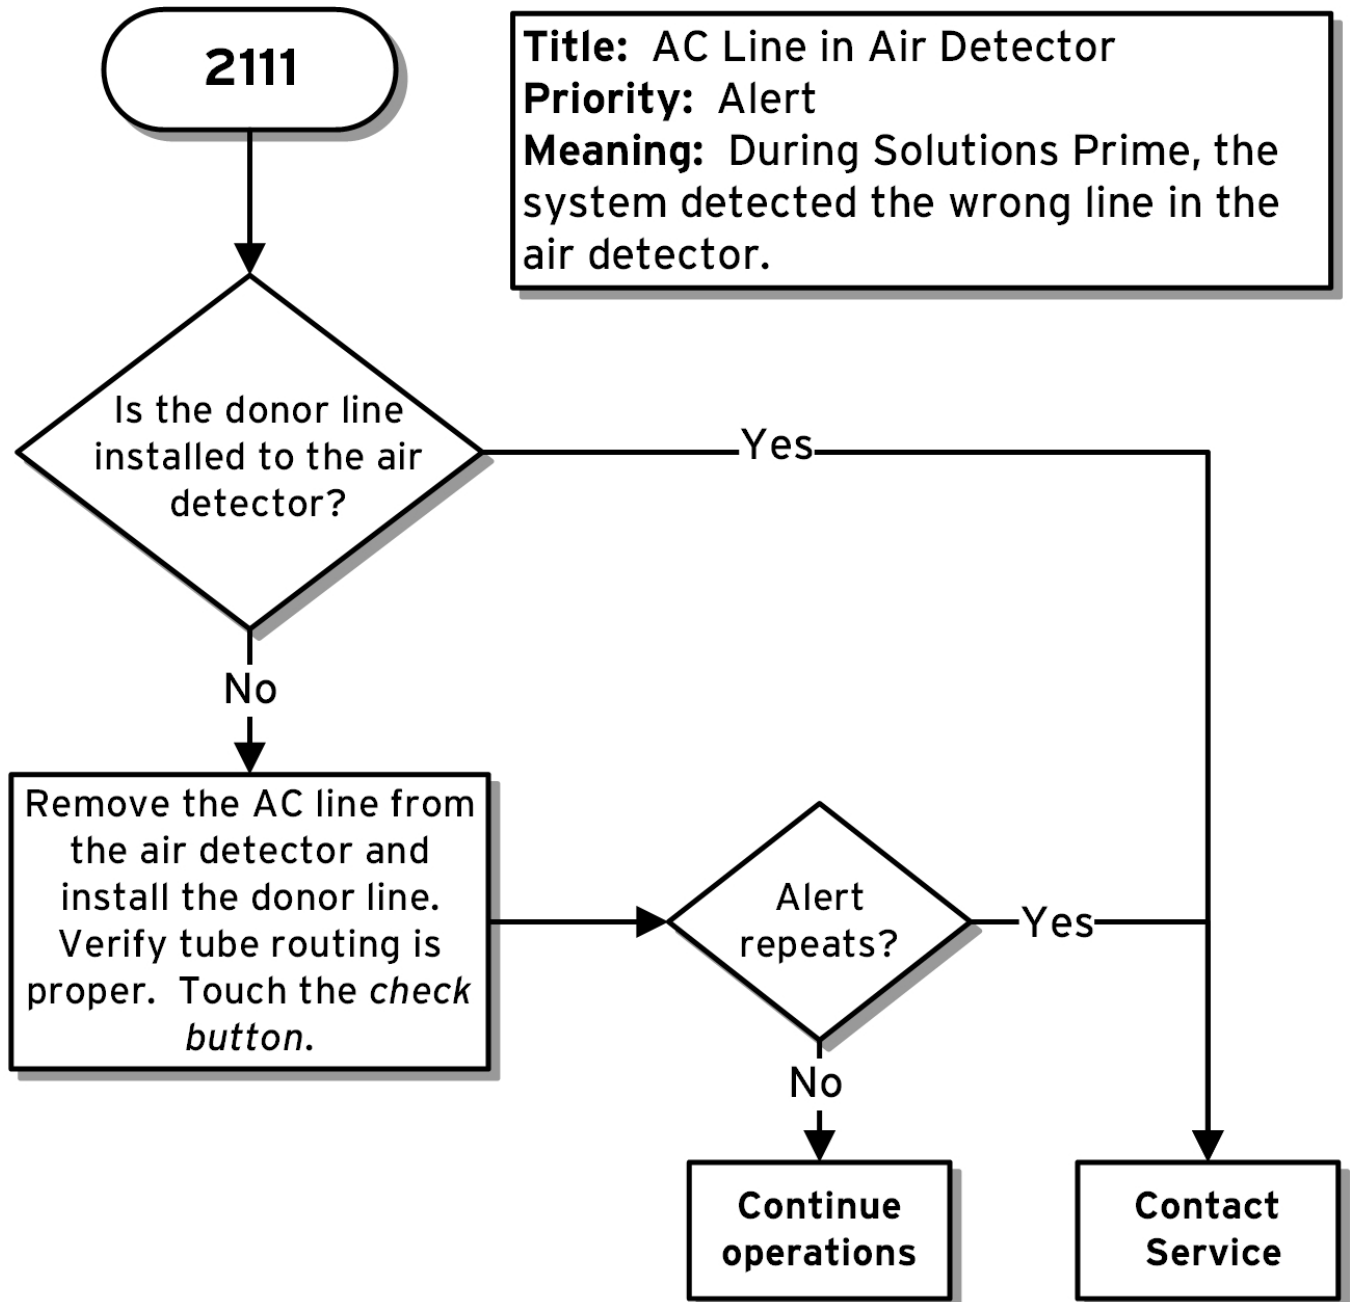 2111
Title: AC Line in Air Detector
Priority: Alert
Meaning: During Solutions Prime, the
system detected the wrong line in the
air detector.
Is the donor line
installed to the air
detector?
Yes
No
Remove the AC line from
the air detector and
install the donor line.
Verify tube routing is
proper. Touch the check
button.
Alert
repeats?
Yes
No
Continue
operations
Contact
Service